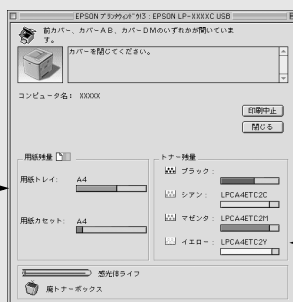 EPSON プリンタウィンドウ!3 : EPSON LP-XXXXC USB
前カバー、カバーAB、カバーDMのいずれかが開いていま
す。
カバーを閉じてください。
コンピュータ名： XXXXX
印刷中止
閉じる
用紙残量
用紙トレイ： A4
用紙カセット： A4
トナー残量
ブラック：
シアン： LPCA4ETC2C
マゼンタ： LPCA4ETC2M
イエロー： LPCA4ETC2Y
感光体ライフ
廃トナーボックス